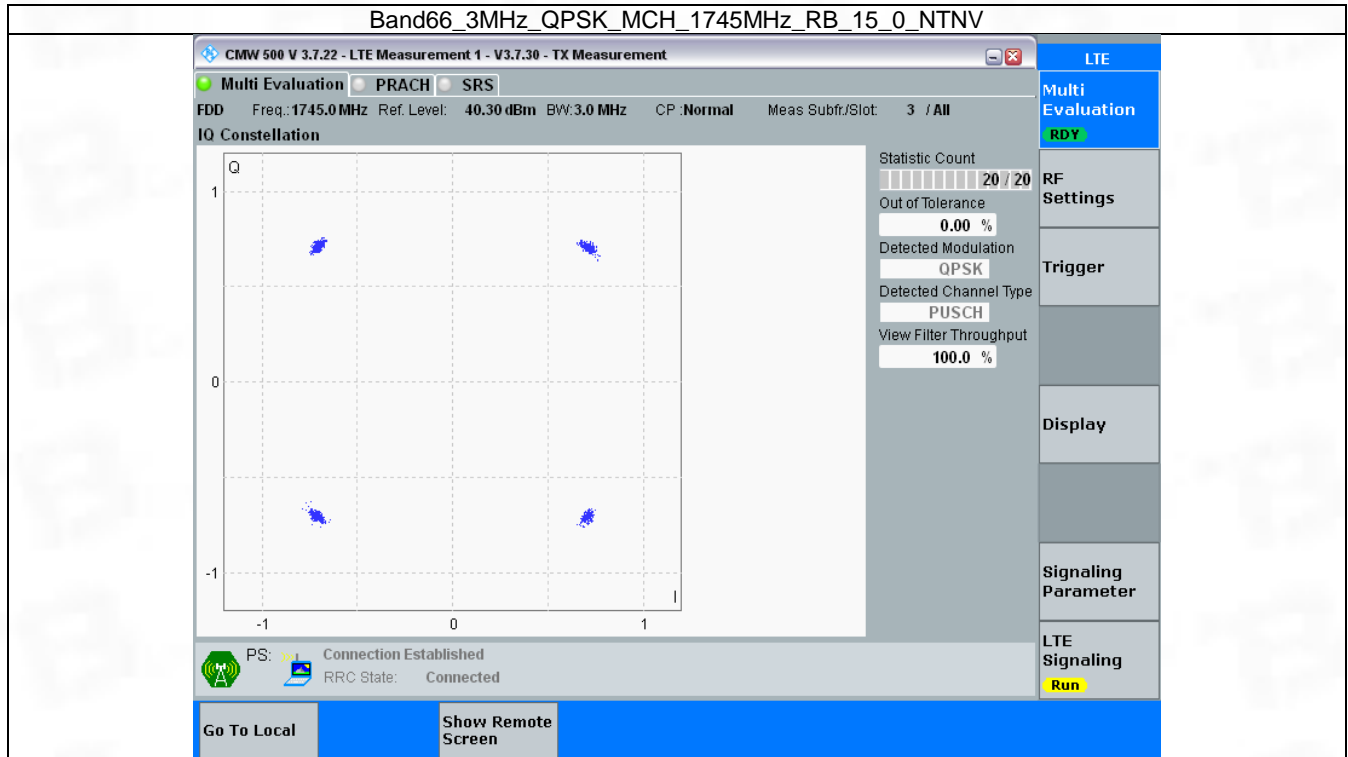 Band66_3MHz_QPSK_MCH_1745MHz_RB_15_0_NTNV
CMW 500 V 3.7.22 - LTE Measurement 1 - V3.7.30 - TX Measurement
Multi Evaluation PRACH SRS
FDD Freq.:1745.0 MHz Ref. Level: 40.30 dBm BW:3.0 MHz CP :Normal Meas Subfr./Slot: 3 / All
IQ Constellation
Q
1
0
-1
I
-1 0 1
Statistic Count
20 / 20
Out of Tolerance
0.00 %
Detected Modulation
QPSK
Detected Channel Type
PUSCH
View Filter Throughput
100.0 %
PS: Connection Established
RRC State: Connected
LTE
Multi
Evaluation
RDY
RF
Settings
Trigger
Display
Signaling
Parameter
LTE
Signaling
Run
Go To Local
Show Remote
Screen